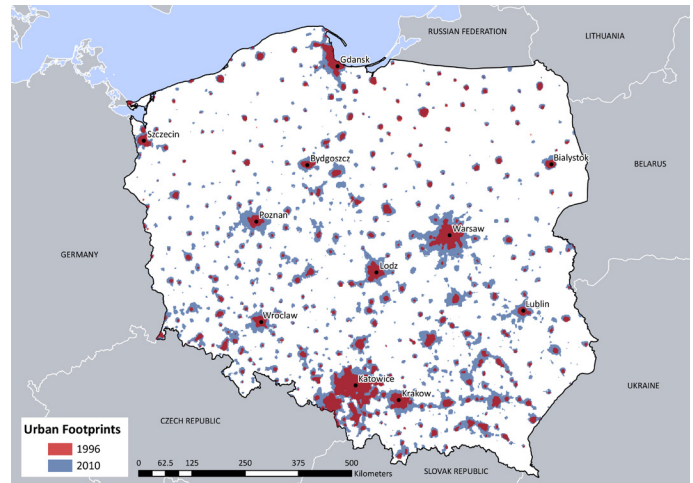 RUSSIAN FEDERATION
LITHUANIA
Gdansk
Szczecin
Bydgoszcz
Bialystok
BELARUS
Poznan
Warsaw
GERMANY
Lodz
Lublin
Wroclaw
Katowice
Krakow
UKRAINE
CZECH REPUBLIC
SLOVAK REPUBLIC
Urban Footprints
1996
2010
0 62.5 125 250 375 500
Kilometers